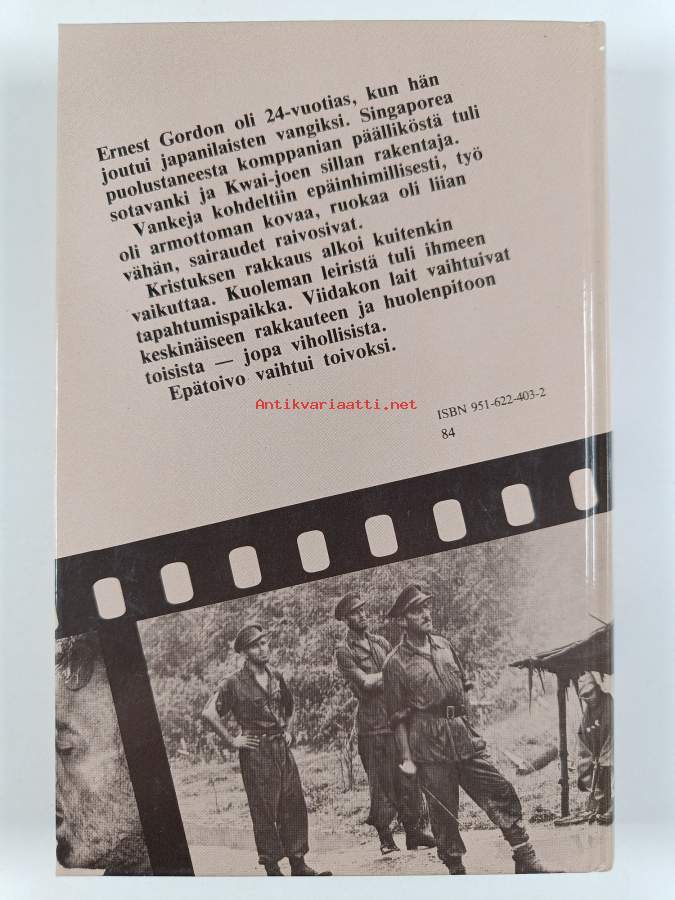 Ernest Gordon oli 24-vuotias, kun hän
joutui japanilaisten vangiksi. Singaporea
puolustaneesta komppanian päälliköstä tuli
sotavanki ja Kwai-joen sillan rakentaja.
Vankeja kohdeltiin epäinhimillisesti, työ
oli armottoman kovaa, ruokaa oli liian
vähän, sairaudet raivosivat.
Kristuksen rakkaus alkoi kuitenkin
vaikuttaa. Kuoleman leiristä tuli ihmeen
tapahtumispaikka. Viidakon lait vaihtuivat
keskinäiseen rakkauteen ja huolenpitoon
toisista — jopa vihollisista.
Epätoivo vaihtui toivoksi.
Antikvariaatti.net
ISBN 951-622-403-2
84